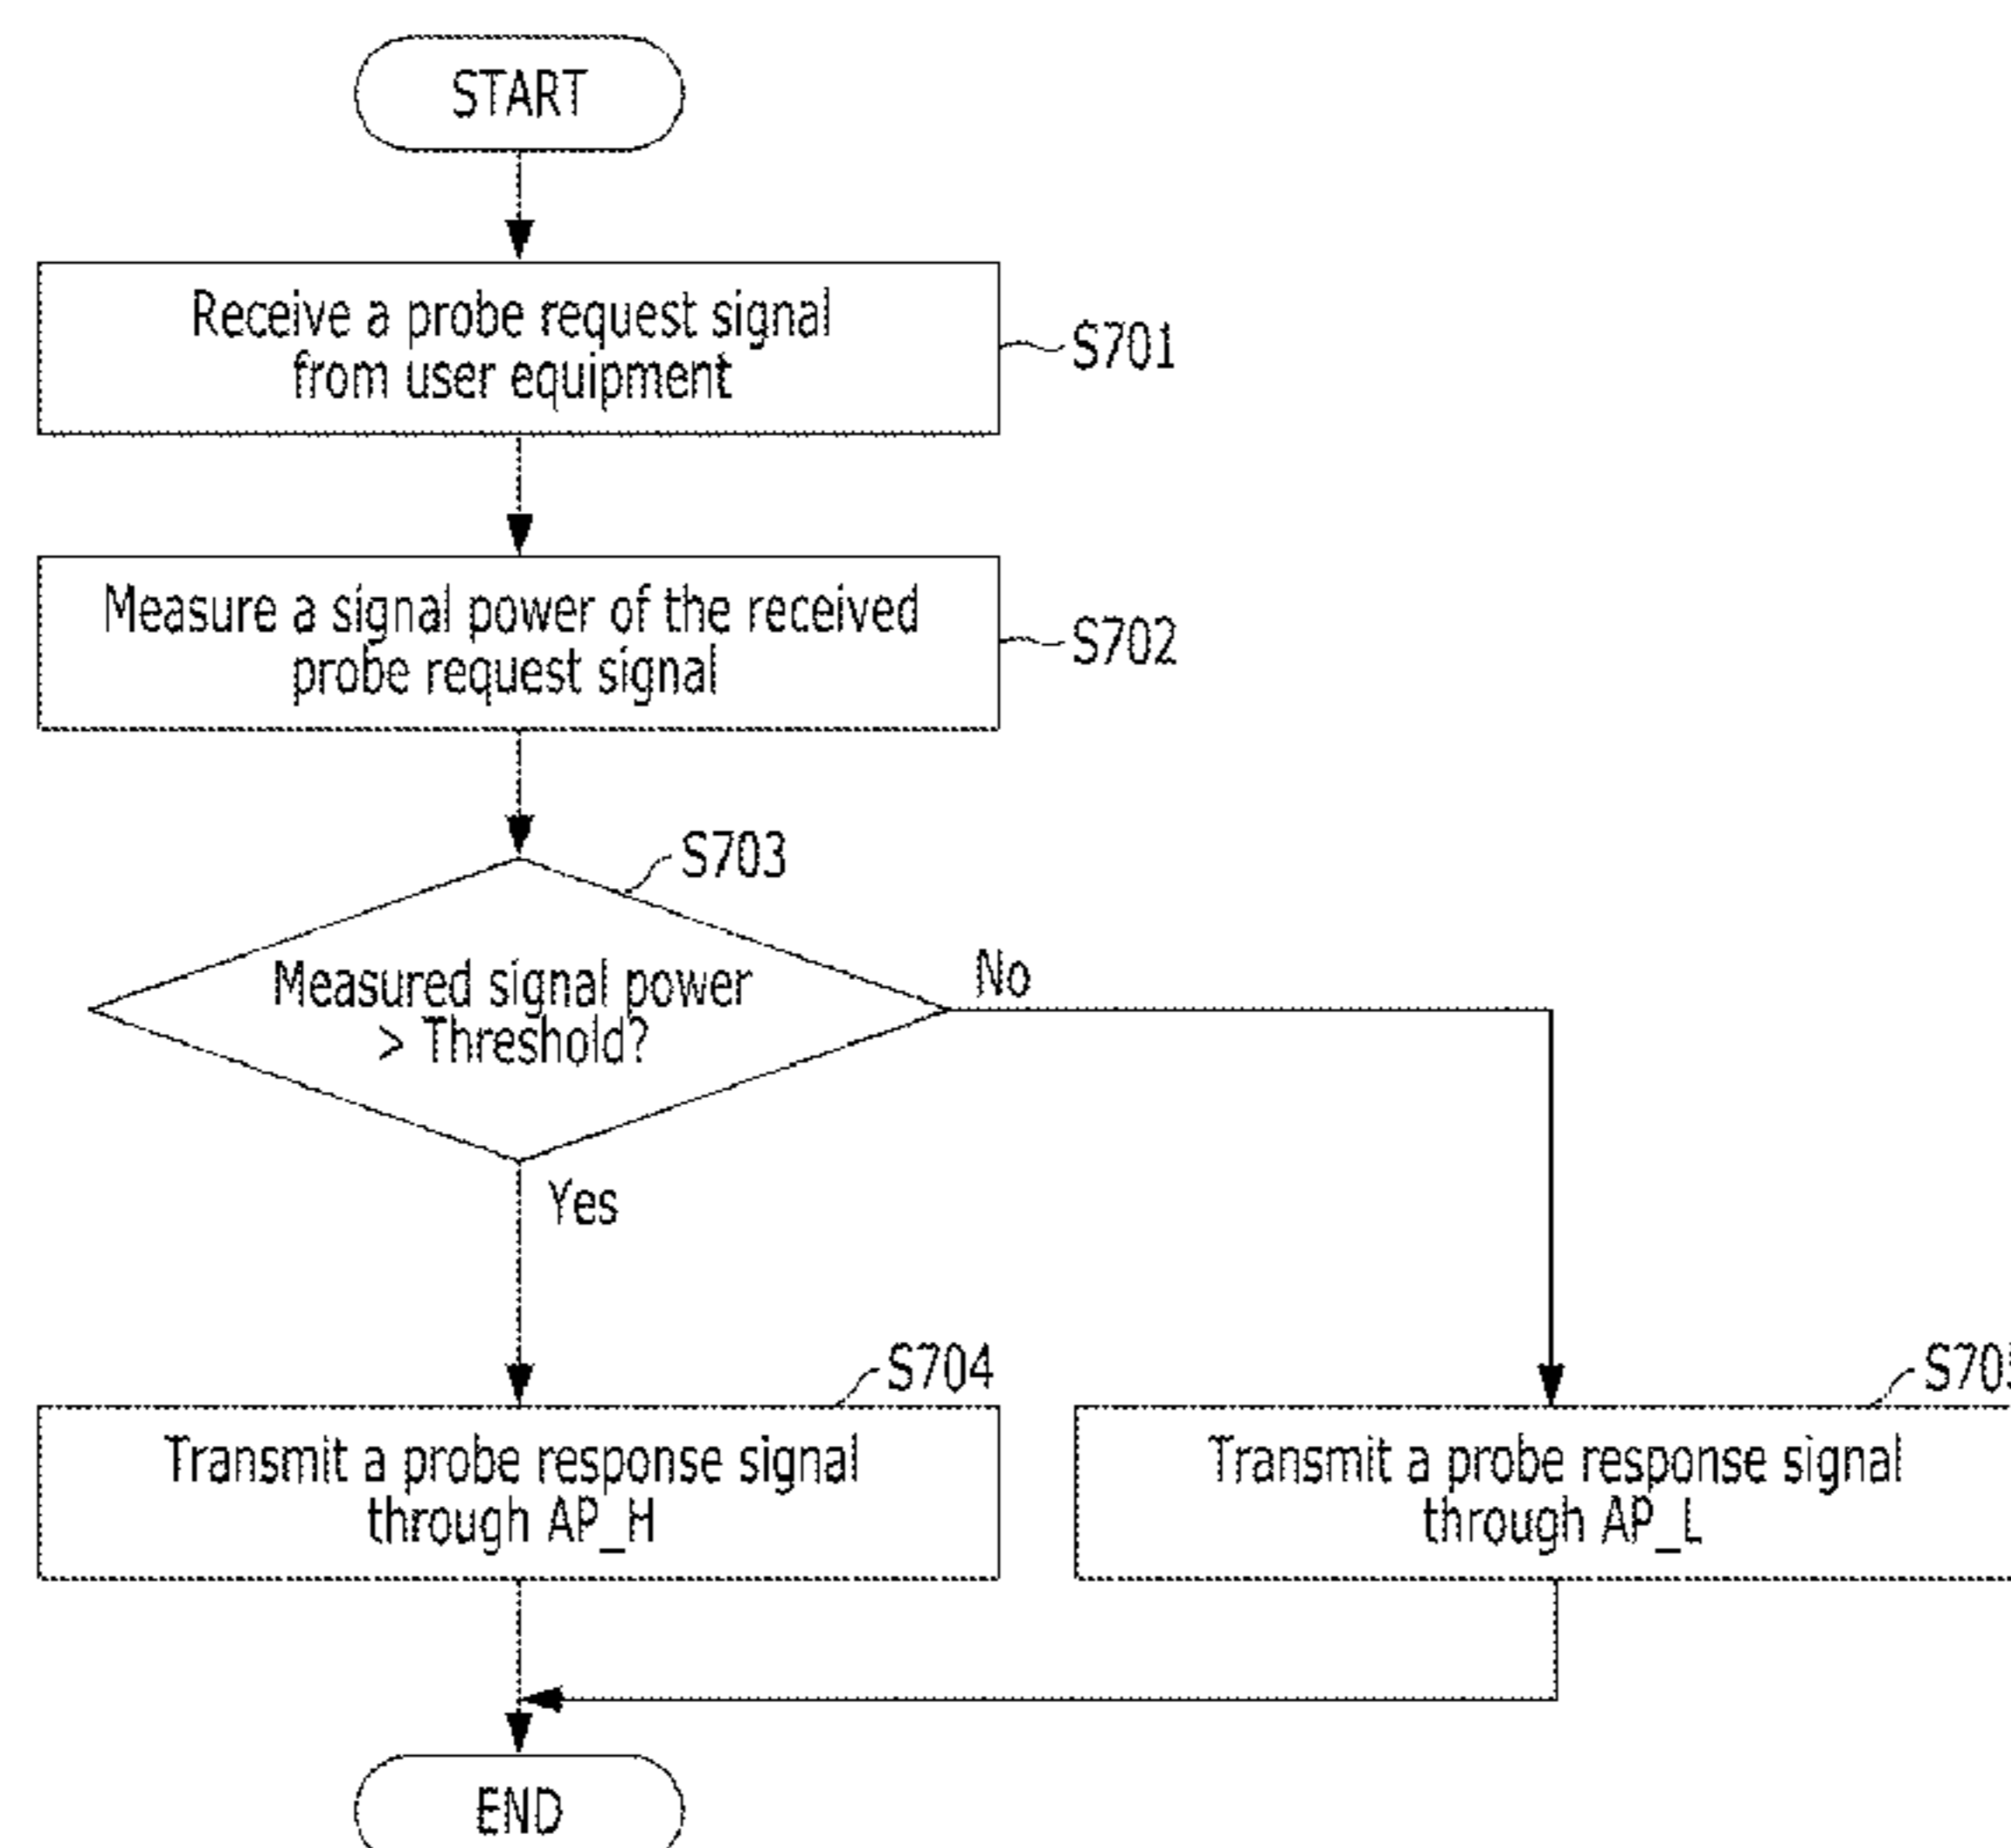 START
Receive a probe request signal
from user equipment
S701
Measure a signal power of the received
probe request signal
S702
S703
Measured signal power
> Threshold?
No
Yes
S704
Transmit a probe response signal
through AP_H
Transmit a probe response signal
through AP_L
END